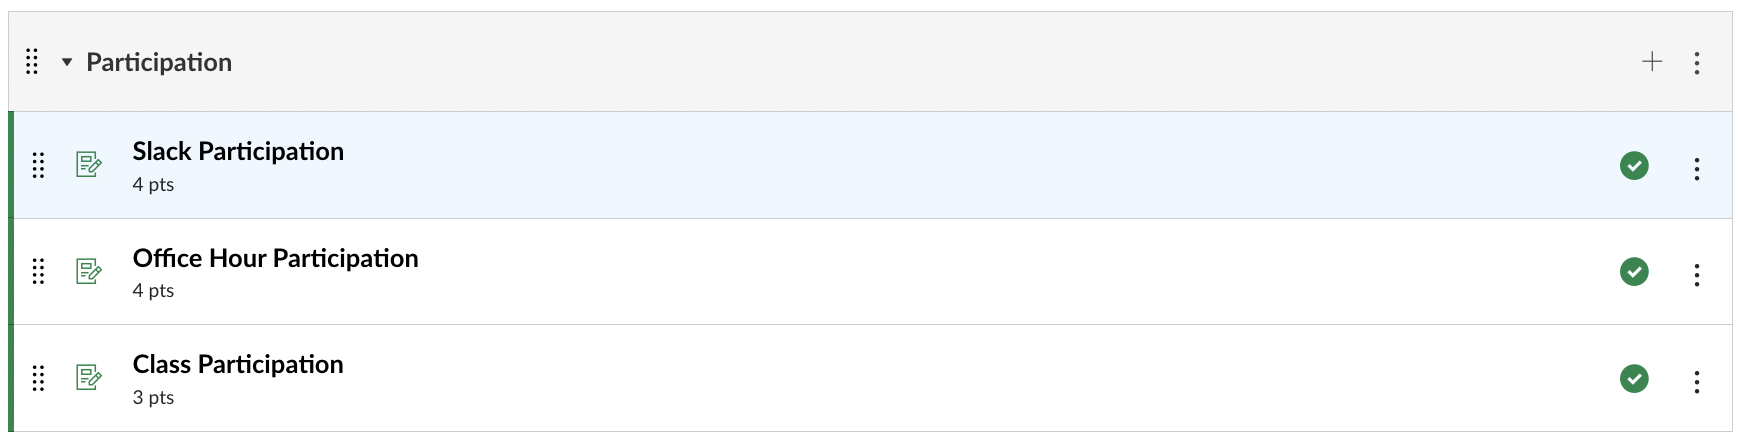 Participation
Slack Participation
4 pts
Office Hour Participation
4 pts
Class Participation
3 pts